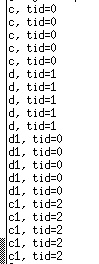 c, tid=0
c, tid=0
c, tid=0
c, tid=0
c, tid=0
d, tid=1
d, tid=1
d, tid=1
d, tid=1
d, tid=1
d1, tid=0
d1, tid=0
d1, tid=0
d1, tid=0
d1, tid=0
c1, tid=2
c1, tid=2
c1, tid=2
c1, tid=2
c1, tid=2